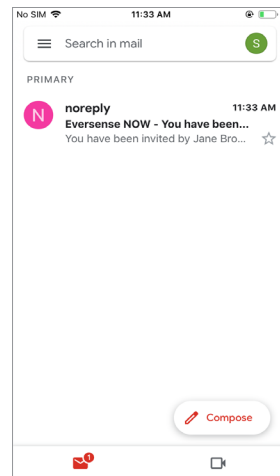 No SIM 11:33 AM
Search in mail S
PRIMARY
N noreply 11:33 AM
Eversense NOW - You have been...
You have been invited by Jane Bro...
Compose
1